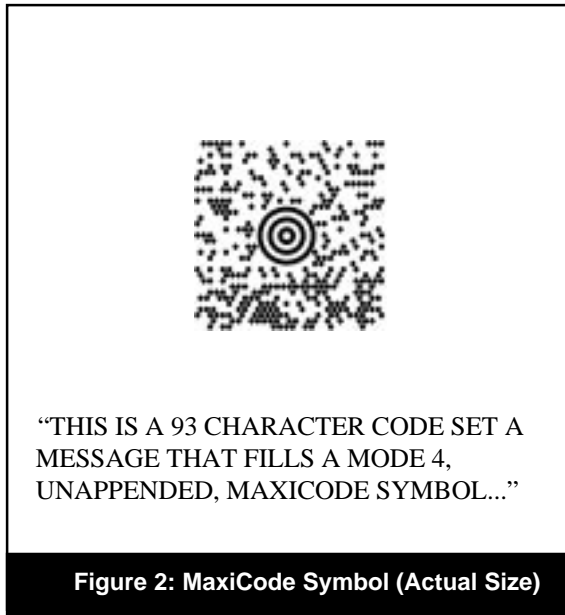 “THIS IS A 93 CHARACTER CODE SET A
MESSAGE THAT FILLS A MODE 4,
UNAPPENDED, MAXICODE SYMBOL...”
Figure 2: MaxiCode Symbol (Actual Size)